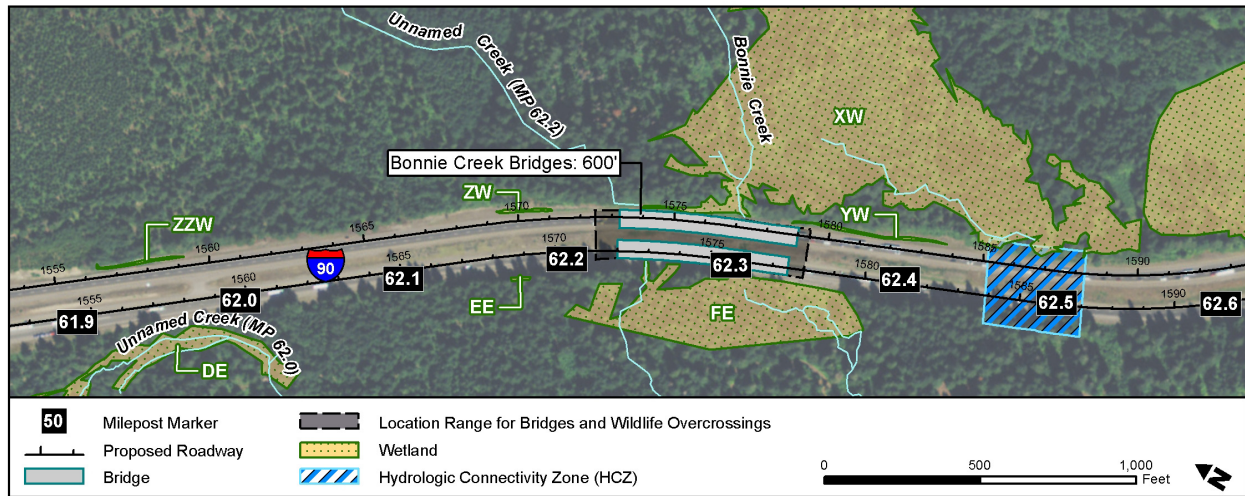 Unnamed Creek (MP 62.2)
Bonnie Creek
XW
Bonnie Creek Bridges: 600'
ZW
ZZW
YW
1555
1560
1565
1570
1575
1580
1585
1590
90
1555
1560
1565
1570
1575
1580
1585
1590
61.9
62.0
62.1
62.2
62.3
62.4
62.5
62.6
EE
FE
Unnamed Creek (MP 62.0)
DE
50 Milepost Marker
Proposed Roadway
Bridge
Location Range for Bridges and Wildlife Overcrossings
Wetland
Hydrologic Connectivity Zone (HCZ)
0 500 1,000
Feet
N